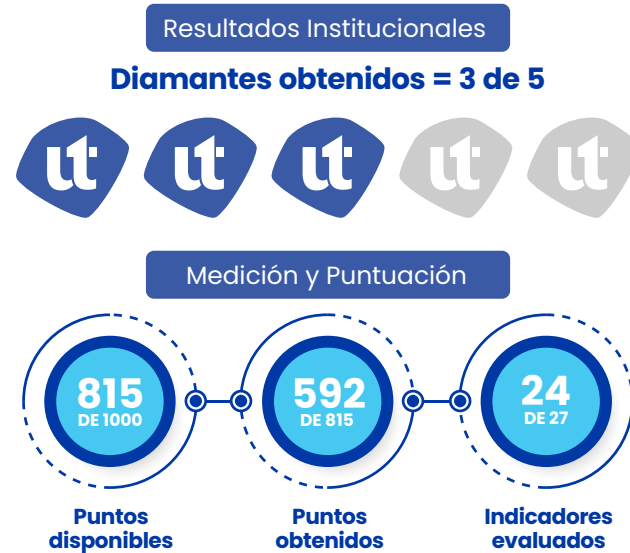 Resultados Institucionales
Diamantes obtenidos = 3 de 5
ut ut ut ut ut
Medición y Puntuación
815
DE 1000
592
DE 815
24
DE 27
Puntos
disponibles
Puntos
obtenidos
Indicadores
evaluados